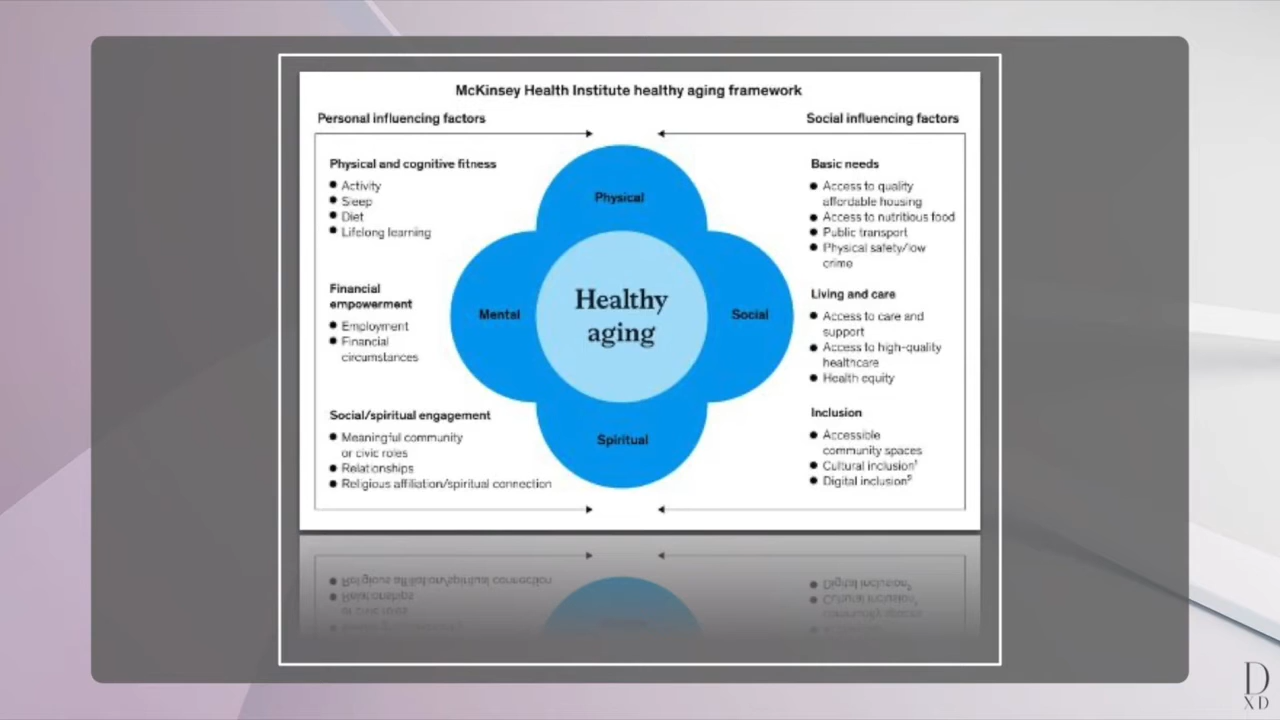 McKinsey Health Institute healthy aging framework
Personal influencing factors
Social influencing factors
Physical and cognitive fitness
Activity
Sleep
Diet
Lifelong learning
Financial
empowerment
Employment
Financial
circumstances
Social/spiritual engagement
Meaningful community
or civic roles
Relationships
Religious affiliation/spiritual connection
Physical
Mental
Healthy
aging
Social
Spiritual
Basic needs
Access to quality
affordable housing
Access to nutritious food
Public transport
Physical safety/low
crime
Living and care
Access to care and
support
Access to high-quality
healthcare
Health equity
Inclusion
Accessible
community spaces
Cultural inclusion¹
Digital inclusion²
D
XD